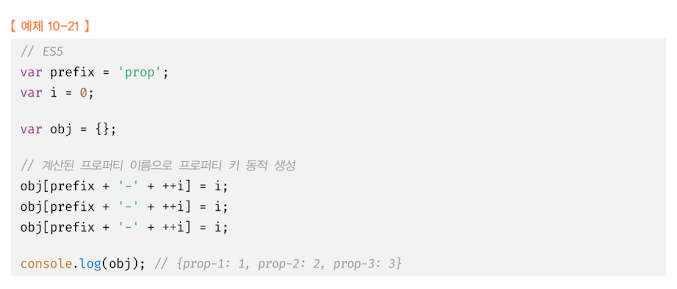 【 예제 10-21 】
// ES5
var prefix = 'prop';
var i = 0;
var obj = {};
// 계산된 프로퍼티 이름으로 프로퍼티 키 동적 생성
obj[prefix + '-' + ++i] = i;
obj[prefix + '-' + ++i] = i;
obj[prefix + '-' + ++i] = i;
console.log(obj); // {prop-1: 1, prop-2: 2, prop-3: 3}